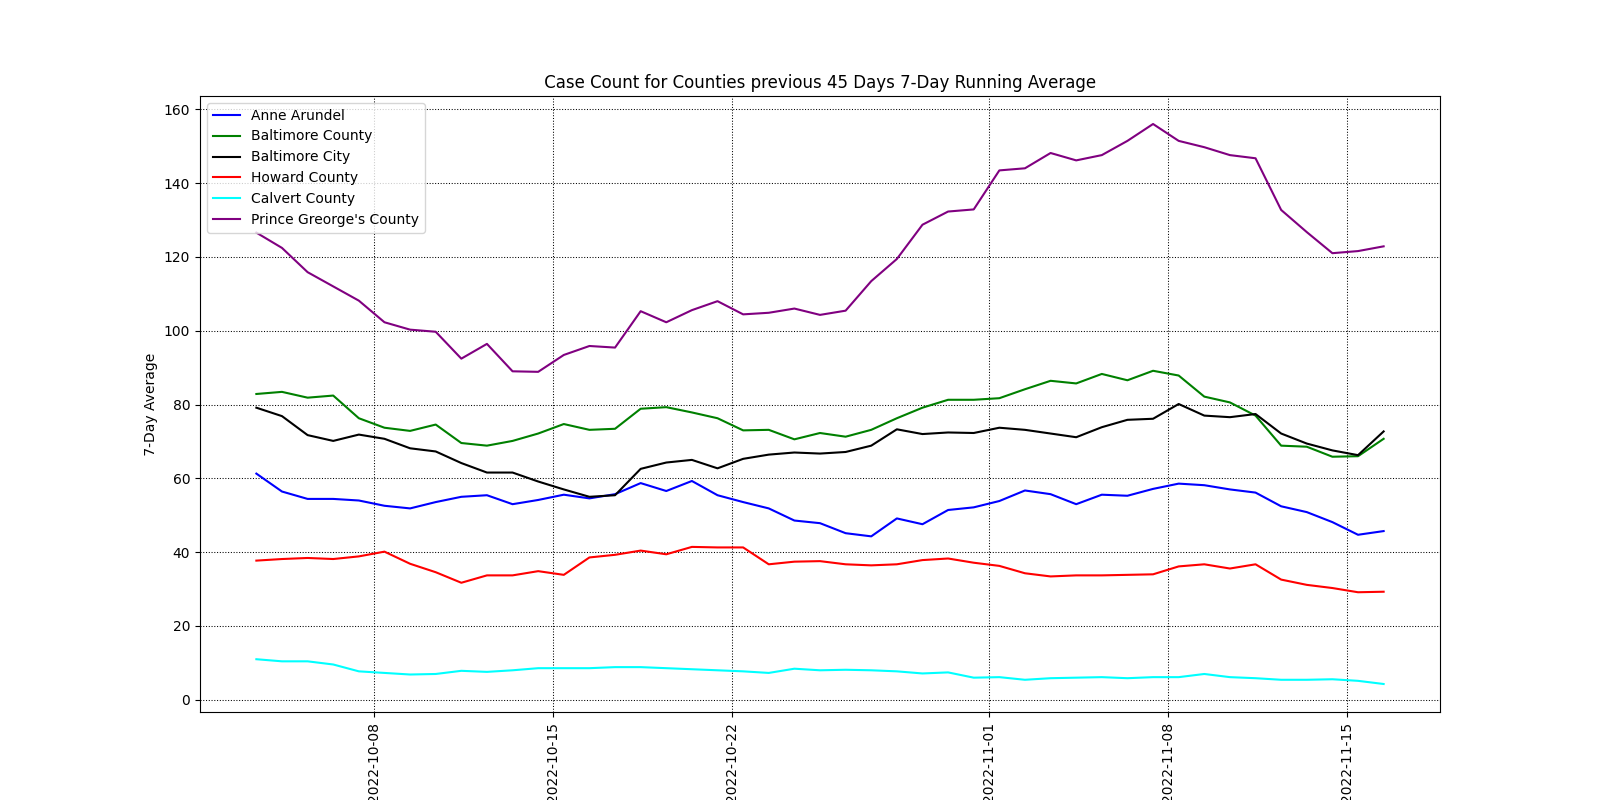 Case Count for Counties previous 45 Days 7-Day Running Average
160
140
120
100
80
60
40
20
0
7-Day Average
Anne Arundel
Baltimore County
Baltimore City
Howard County
Calvert County
Prince Greorge's County
2022-10-08
2022-10-15
2022-10-22
2022-11-01
2022-11-08
2022-11-15